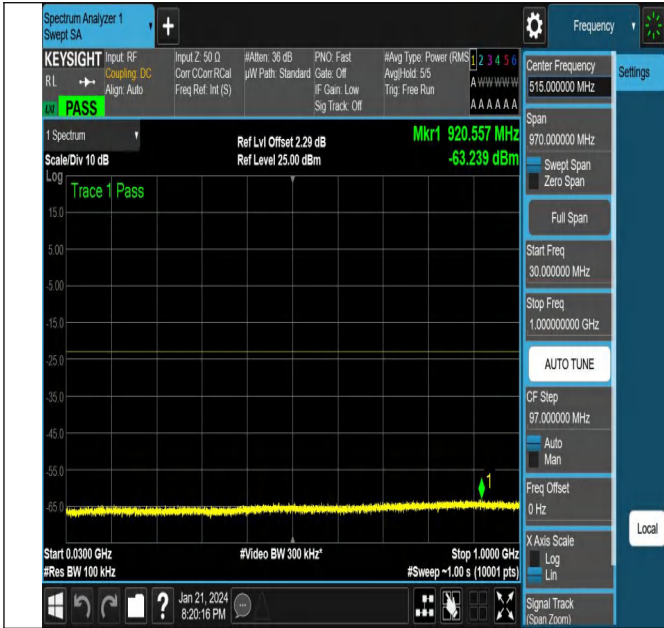 Spectrum Analyzer 1
Swept SA
Frequency
KEYSIGHT
RL
LXI
PASS
Input: RF
Coupling: DC
Align: Auto
Input Z: 50 Ω
Corr CCorr RCal
Freq Ref: Int (S)
#Atten: 36 dB
µW Path: Standard
PNO: Fast
Gate: Off
IF Gain: Low
Sig Track: Off
#Avg Type: Power (RMS
Avg|Hold: 5/5
Trig: Free Run
1 2 3 4 5 6
A W W W W W
A A A A A A
1 Spectrum
Scale/Div 10 dB
Log
Ref Lvl Offset 2.29 dB
Ref Level 25.00 dBm
Mkr1 920.557 MHz
-63.239 dBm
Trace 1 Pass
15.0
5.00
-5.00
-15.0
-25.0
-35.0
-45.0
-55.0
-65.0
1
Start 0.0300 GHz
#Res BW 100 kHz
#Video BW 300 kHz*
Stop 1.0000 GHz
#Sweep ~1.00 s (10001 pts)
Jan 21, 2024
8:20:16 PM
Center Frequency
515.000000 MHz
Span
970.000000 MHz
Swept Span
Zero Span
Full Span
Start Freq
30.000000 MHz
Stop Freq
1.000000000 GHz
AUTO TUNE
CF Step
97.000000 MHz
Auto
Man
Freq Offset
0 Hz
X Axis Scale
Log
Lin
Signal Track
(Span Zoom)
Settings
Local